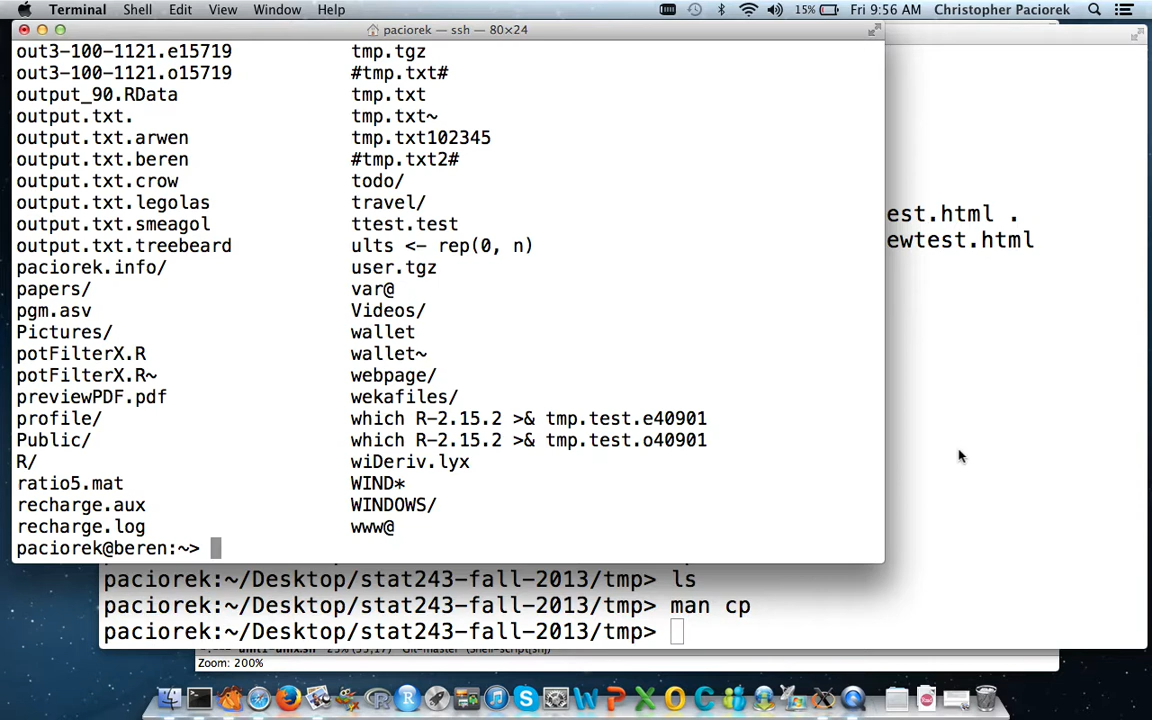 Terminal Shell Edit View Window Help 15% Fri 9:56 AM Christopher Paciorek
paciorek — ssh — 80×24
out3-100-1121.e15719 tmp.tgz
out3-100-1121.o15719 #tmp.txt#
output_90.RData tmp.txt
output.txt. tmp.txt~
output.txt.arwen tmp.txt102345
output.txt.beren #tmp.txt2#
output.txt.crow todo/
output.txt.legolas travel/
output.txt.smeagol ttest.test
output.txt.treebeard ults <- rep(0, n)
paciorek.info/ user.tgz
papers/ var@
pgm.asv Videos/
Pictures/ wallet
potFilterX.R wallet~
potFilterX.R~ webpage/
previewPDF.pdf wekafiles/
profile/ which R-2.15.2 >& tmp.test.e40901
Public/ which R-2.15.2 >& tmp.test.o40901
R/ wiDeriv.lyx
ratio5.mat WIND*
recharge.aux WINDOWS/
recharge.log www@
paciorek@beren:~>
est.html .
ewtest.html
paciorek:~/Desktop/stat243-fall-2013/tmp> ls
paciorek:~/Desktop/stat243-fall-2013/tmp> man cp
paciorek:~/Desktop/stat243-fall-2013/tmp>
Zoom: 200%